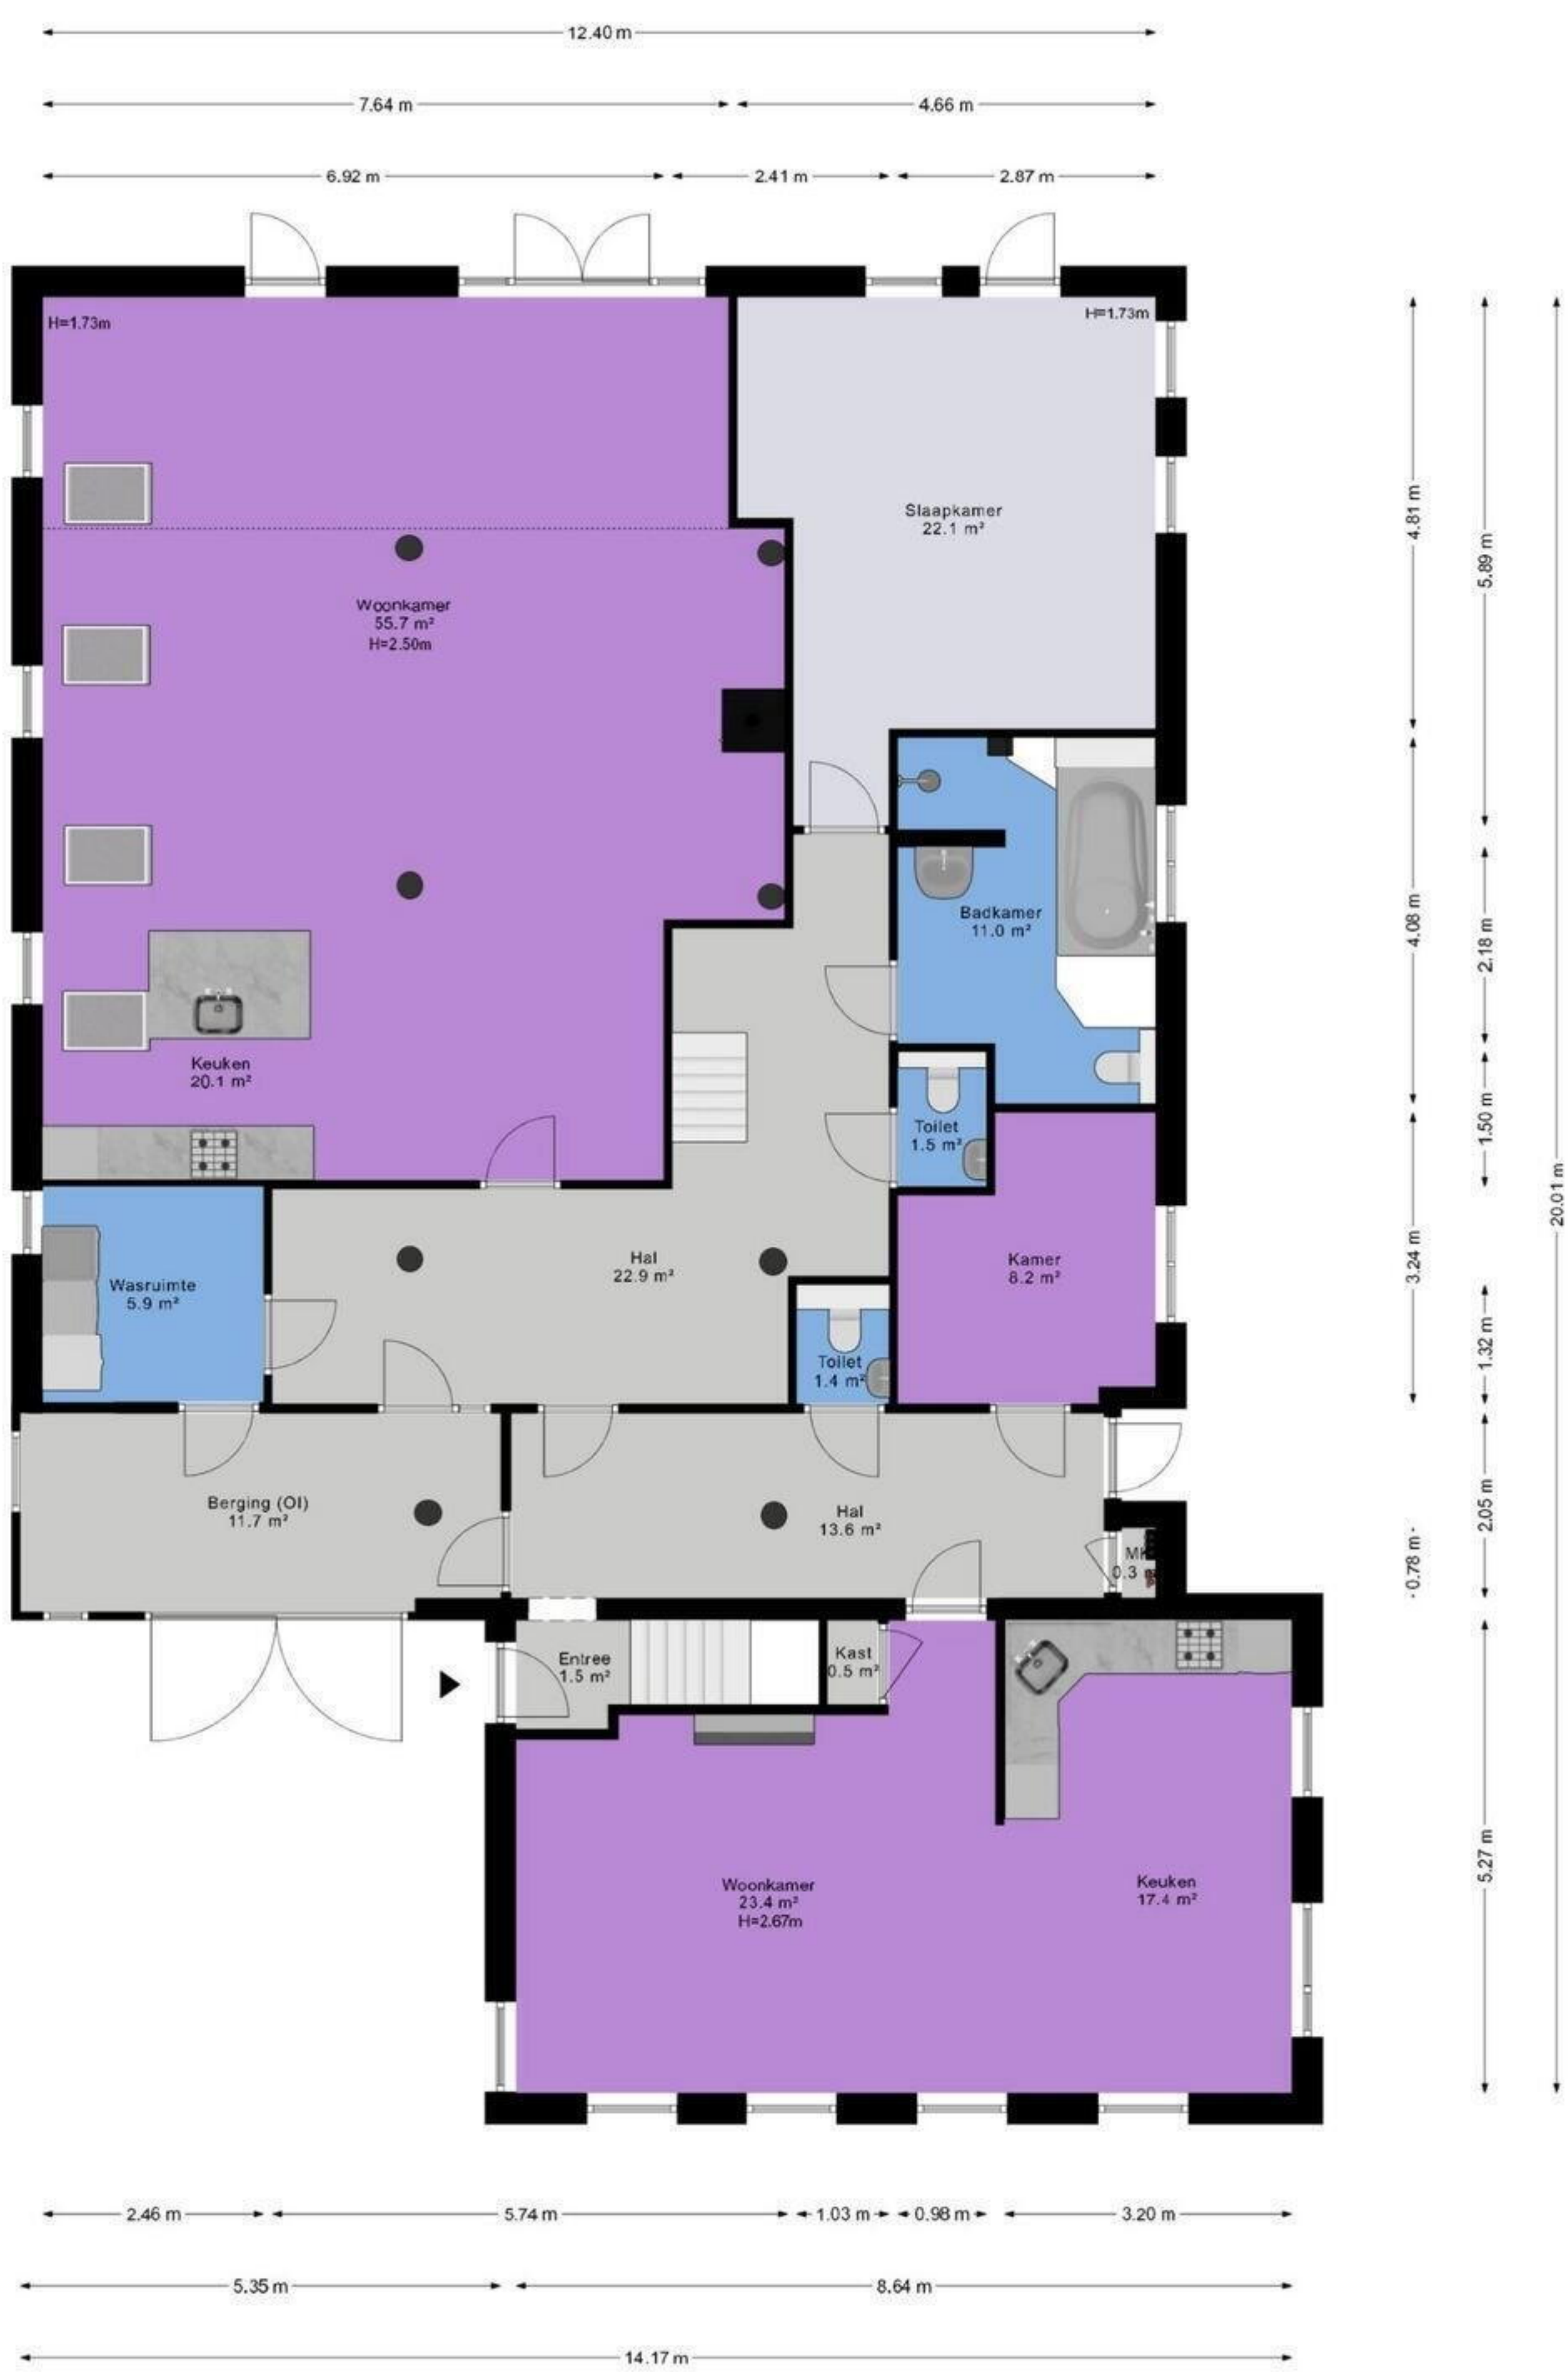 12.40 m
7.64 m
4.66 m
6.92 m
2.41 m
2.87 m
H=1.73m
H=1.73m
Slaapkamer
22.1 m²
4.81 m
5.89 m
Woonkamer
55.7 m²
H=2.50m
Badkamer
11.0 m²
4.08 m
2.18 m
Keuken
20.1 m²
Toilet
1.5 m²
1.50 m
20.01 m
Wasruimte
5.9 m²
Hal
22.9 m²
Kamer
8.2 m²
3.24 m
Toilet
1.4 m²
1.32 m
Berging (OI)
11.7 m²
Hal
13.6 m²
0.3
0.78 m
2.05 m
Entree
1.5 m²
Kast
0.5 m²
Woonkamer
23.4 m²
H=2.67m
Keuken
17.4 m²
5.27 m
2.46 m
5.74 m
1.03 m
0.98 m
3.20 m
5.35 m
8.64 m
14.17 m